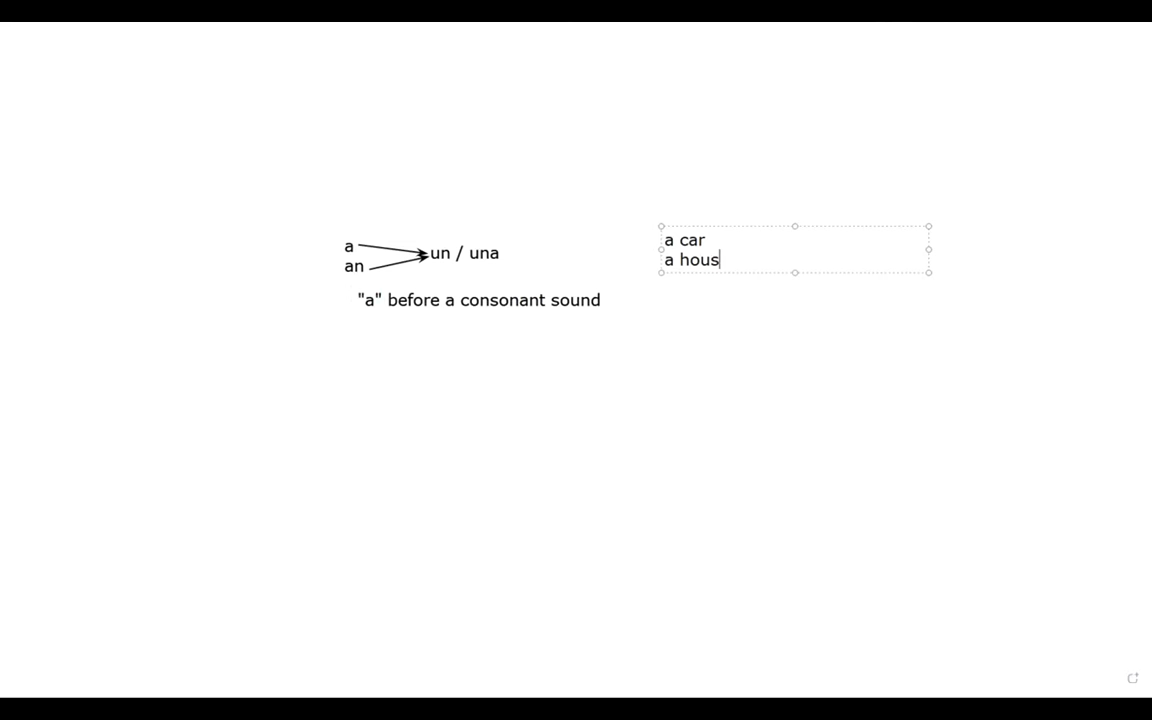 a
an
un / una
"a" before a consonant sound
a car
a hous